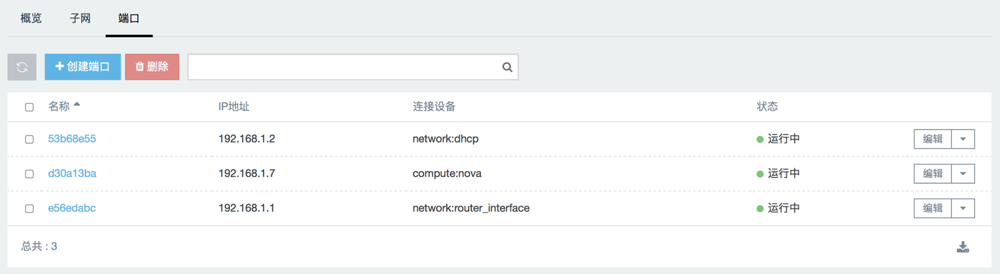 概览 子网 端口
创建端口 删除
名称 IP地址 连接设备 状态
53b68e55 192.168.1.2 network:dhcp 运行中 编辑
d30a13ba 192.168.1.7 compute:nova 运行中 编辑
e56edabc 192.168.1.1 network:router_interface 运行中 编辑
总共 : 3